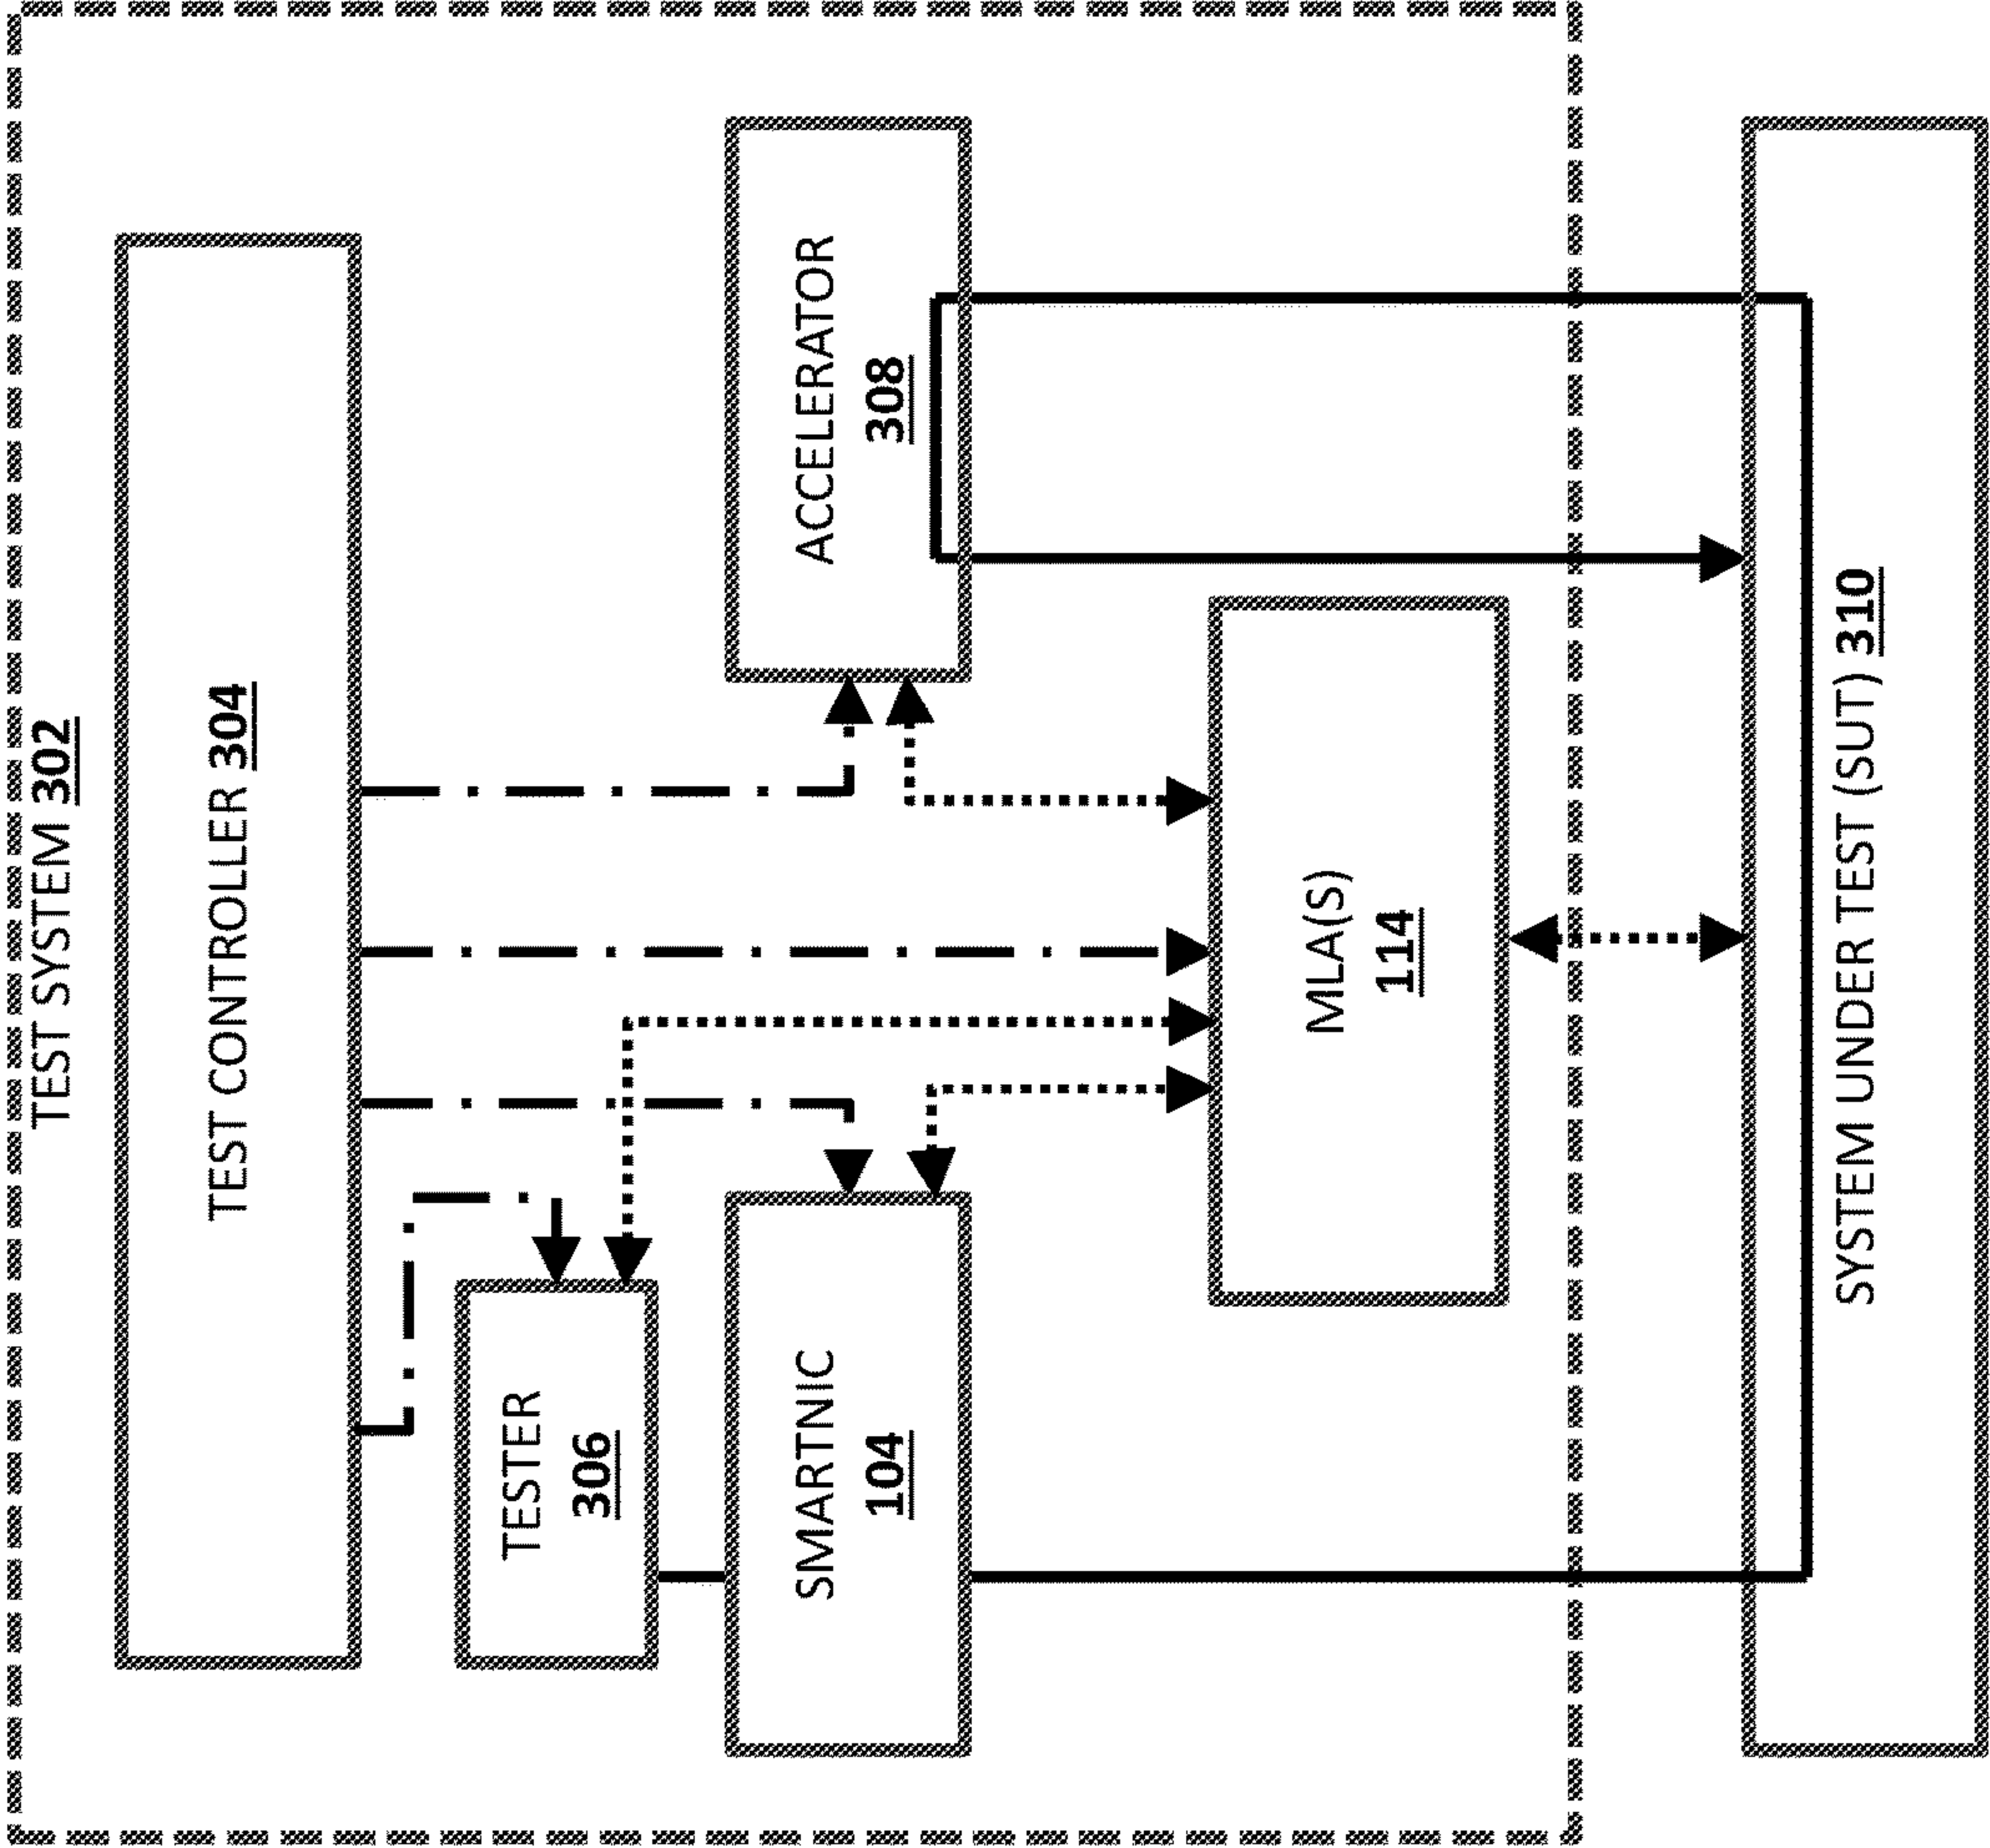 TEST SYSTEM 302
TEST CONTROLLER 304
TESTER
306
SMARTNIC
104
ACCELERATOR
308
MLA(S)
114
SYSTEM UNDER TEST (SUT) 310